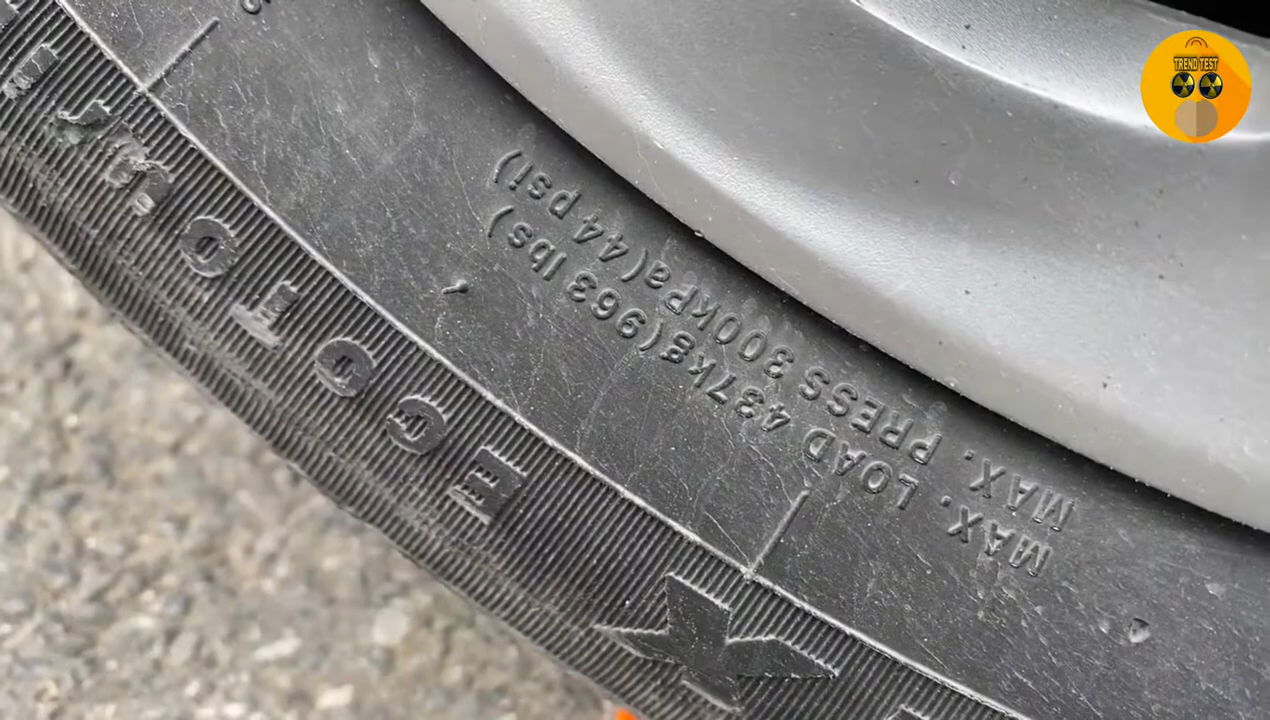 MAX. LOAD 437kg(963 lbs)
MAX. PRESS 300kPa(44 psi)
TREND TEST